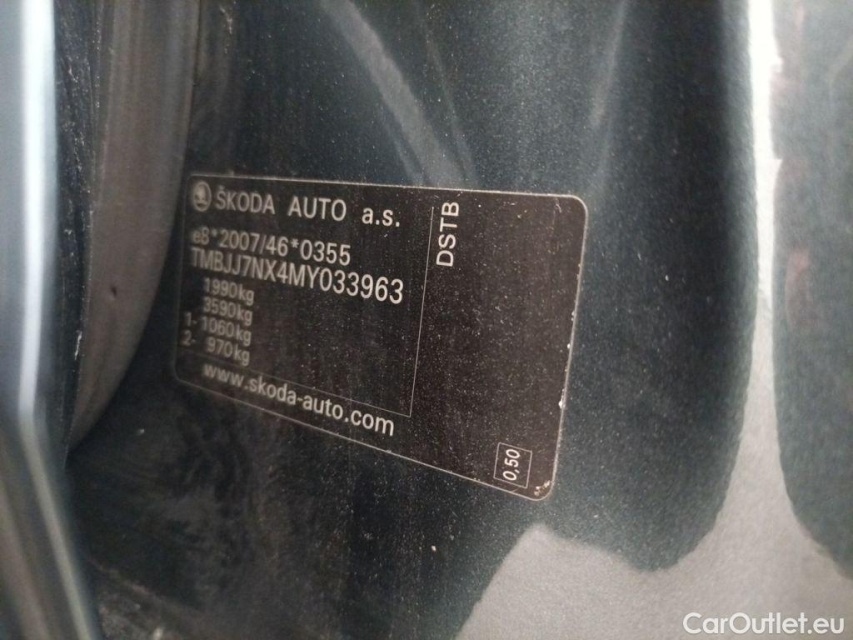 ŠKODA AUTO a.s.
e8*2007/46*0355
TMBJJ7NX4MY033963
1990kg
3590kg
1- 1060kg
2- 970kg
www.skoda-auto.com
DSTB
0,50
CarOutlet.eu